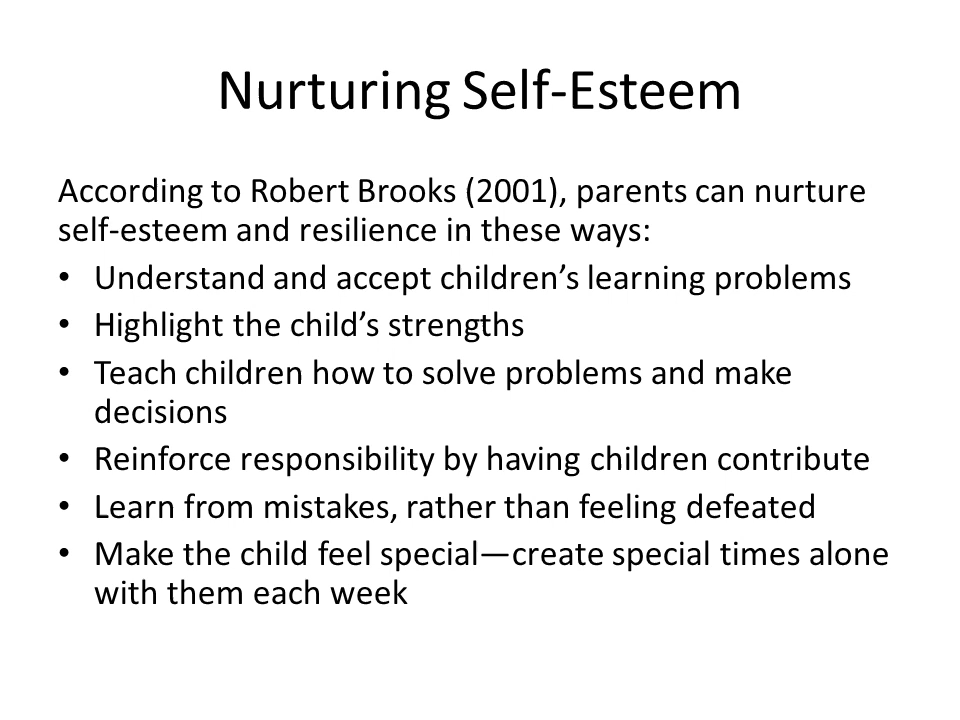 Nurturing Self-Esteem
According to Robert Brooks (2001), parents can nurture
self-esteem and resilience in these ways:
• Understand and accept children’s learning problems
• Highlight the child’s strengths
• Teach children how to solve problems and make
decisions
• Reinforce responsibility by having children contribute
• Learn from mistakes, rather than feeling defeated
• Make the child feel special—create special times alone
with them each week